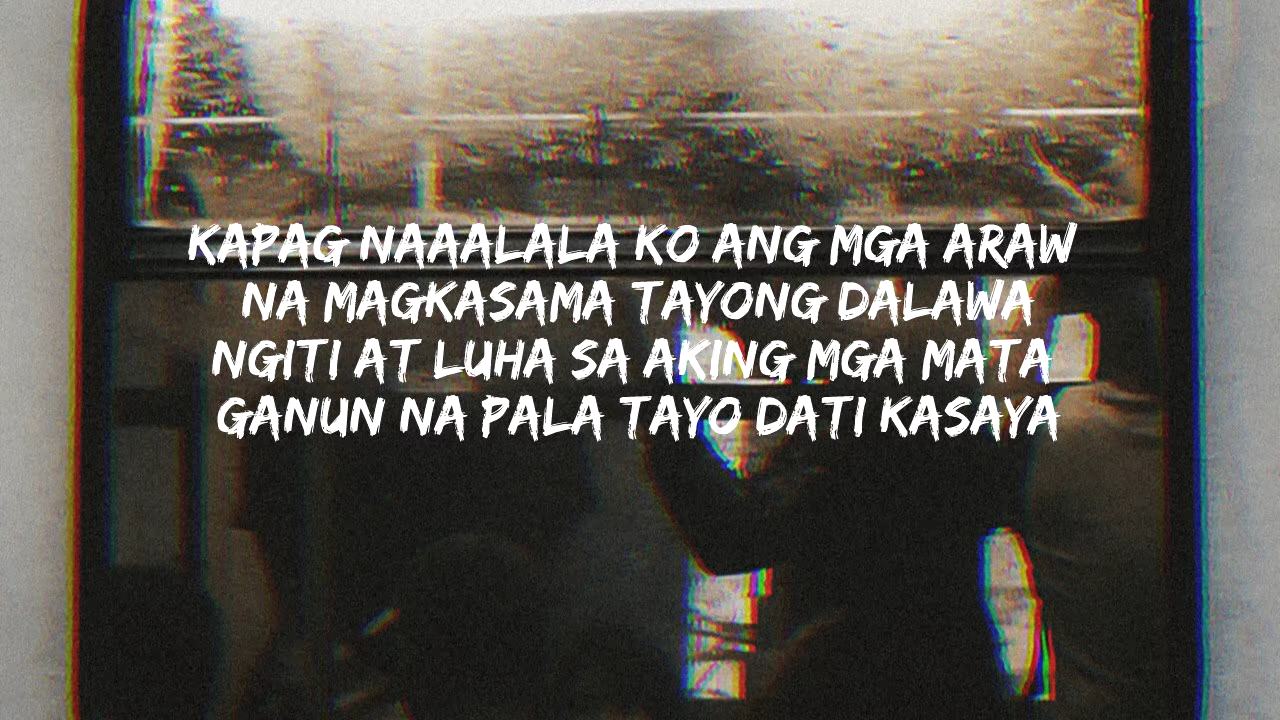 KAPAG NAAALALA KO ANG MGA ARAW
NA MAGKASAMA TAYONG DALAWA
NGITI AT LUHA SA AKING MGA MATA
GANUN NA PALA TAYO DATI KASAYA